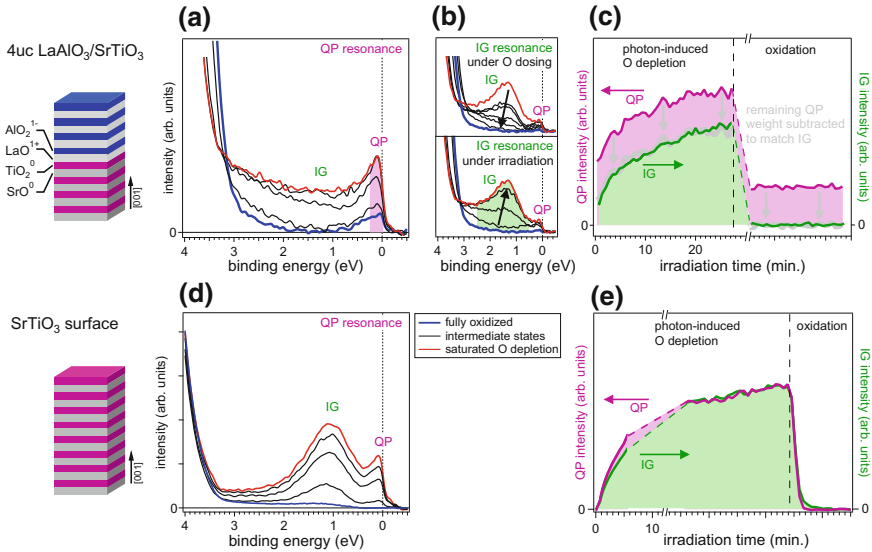 4uc LaAlO3/SrTiO3
AlO2 1-
LaO 1+
TiO2 0
SrO 0
[001]
(a)
QP resonance
IG
QP
intensity (arb. units)
0
4 3 2 1 0
binding energy (eV)
(b)
IG resonance
under O dosing
IG
QP
IG resonance
under irradiation
IG
QP
4 3 2 1 0
binding energy (eV)
(c)
photon-induced
O depletion
oxidation
QP
remaining QP
weight subtracted
to match IG
IG
QP intensity (arb. units)
IG intensity
(arb. units)
0
0
0 10 20 30
irradiation time (min.)
SrTiO3 surface
[001]
(d)
QP resonance
fully oxidized
intermediate states
saturated O depletion
IG
QP
intensity (arb. units)
0
4 3 2 1 0
binding energy (eV)
(e)
photon-induced
O depletion
oxidation
QP
IG
QP intensity (arb. units)
IG intensity
(arb. units)
0
0
0 10
irradiation time (min.)